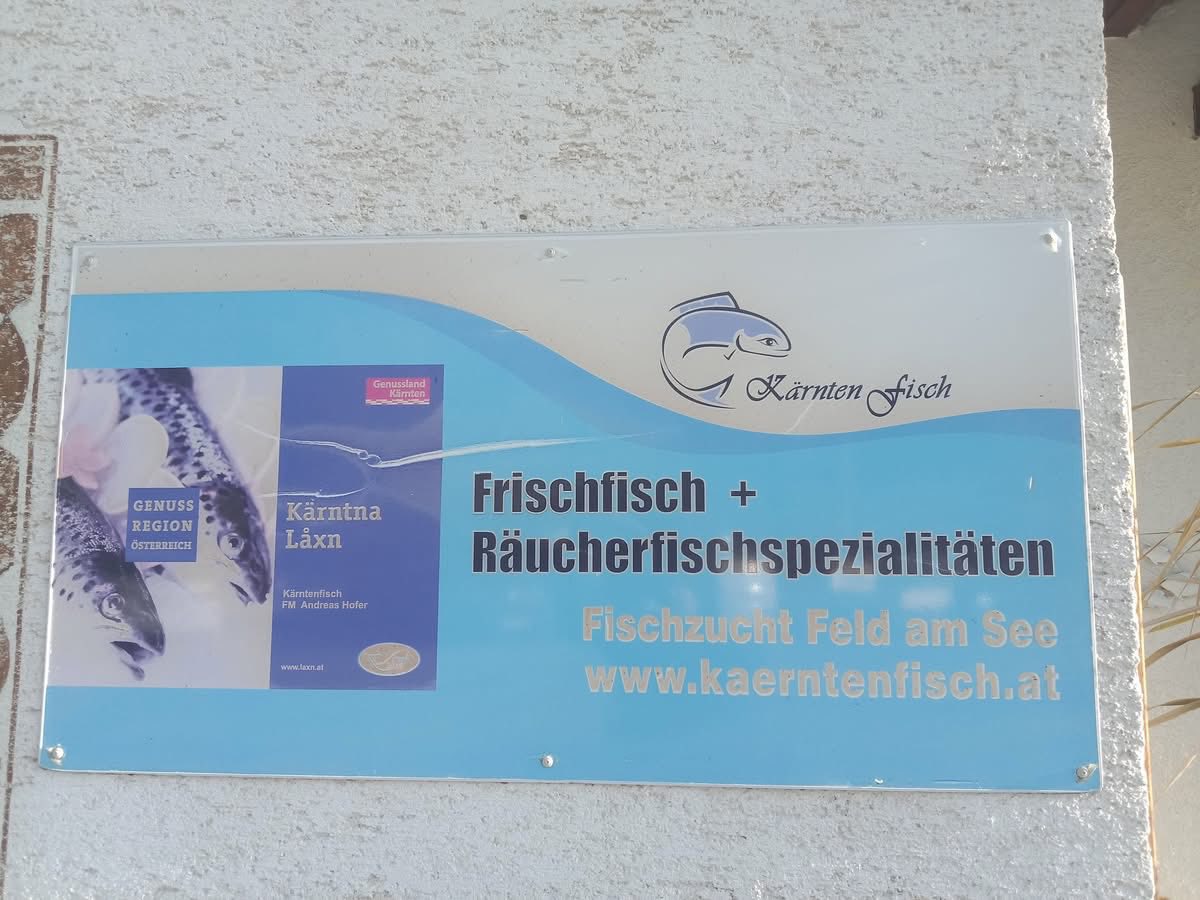 Kärnten Fisch
Genussland
Kärnten
GENUSS
REGION
ÖSTERREICH
Kärntna
Låxn
Kärntenfisch
FM Andreas Hofer
www.laxn.at
Frischfisch +
Räucherfischspezialitäten
Fischzucht Feld am See
www.kaerntenfisch.at